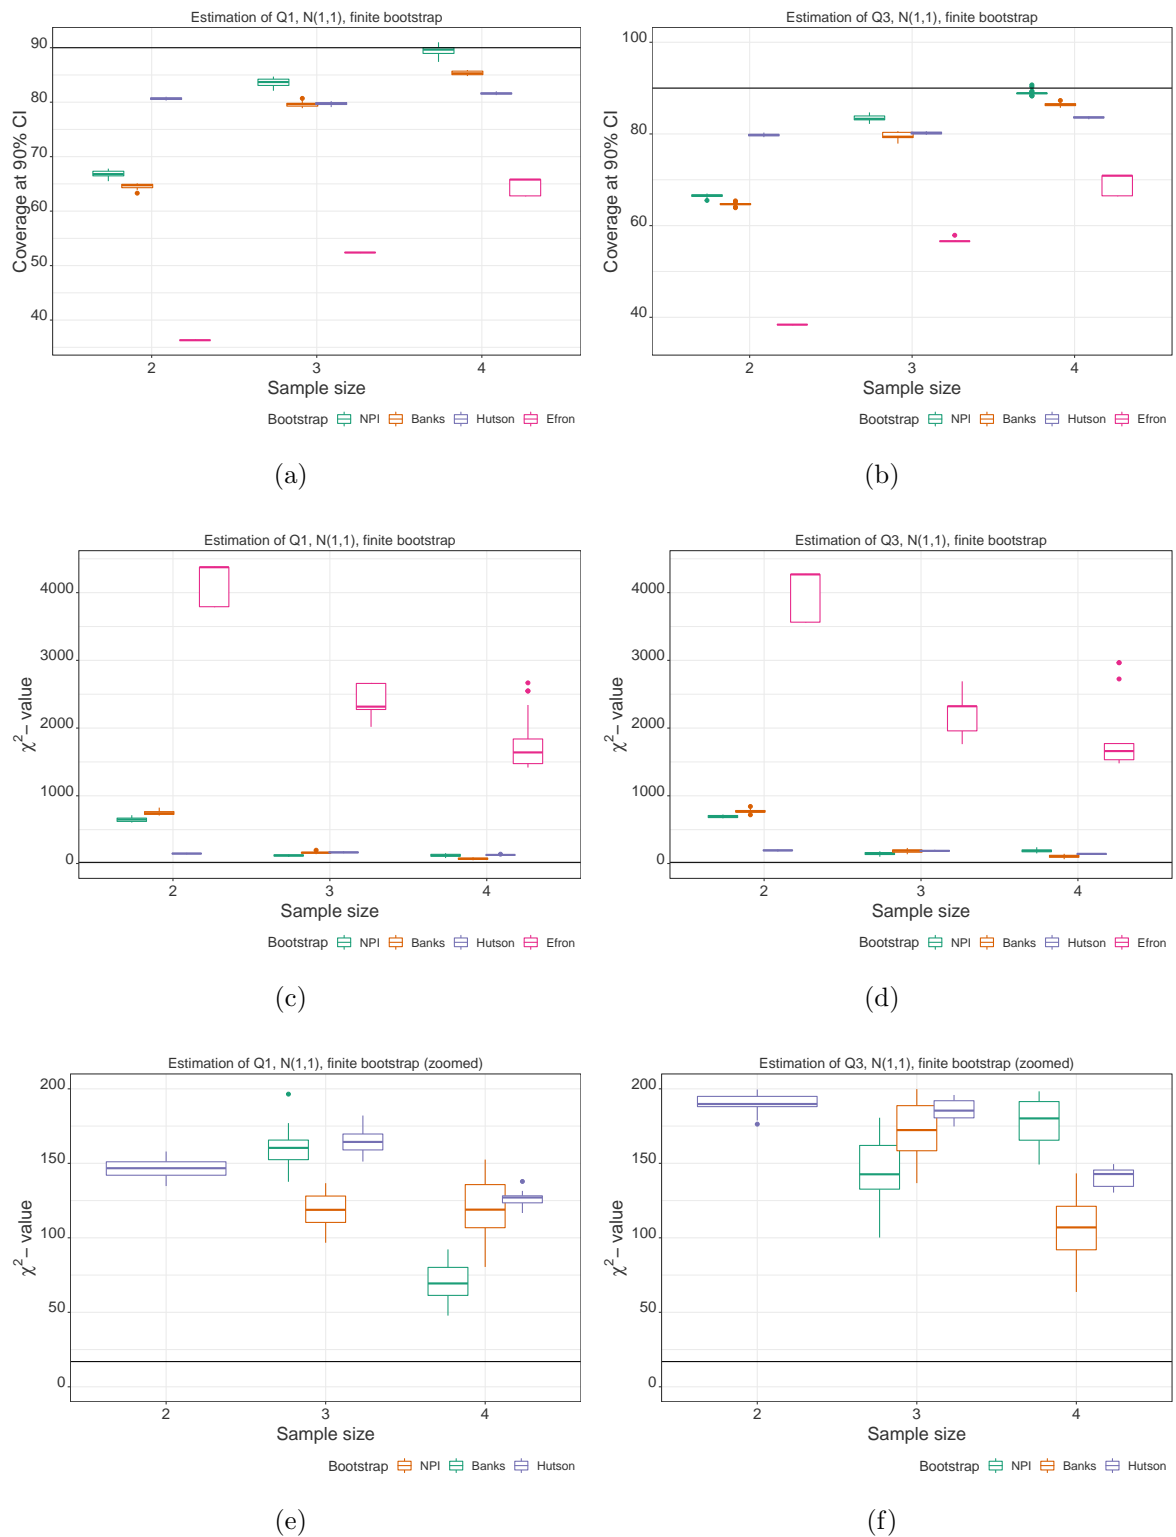 Estimation of Q1, N(1,1), finite bootstrap
Coverage at 90% CI
90
80
70
60
50
40
2 3 4
Sample size
Bootstrap NPI Banks Hutson Efron
(a)
Estimation of Q3, N(1,1), finite bootstrap
Coverage at 90% CI
100
80
60
40
2 3 4
Sample size
Bootstrap NPI Banks Hutson Efron
(b)
Estimation of Q1, N(1,1), finite bootstrap
χ²− value
4000
3000
2000
1000
0
2 3 4
Sample size
Bootstrap NPI Banks Hutson Efron
(c)
Estimation of Q3, N(1,1), finite bootstrap
χ²− value
4000
3000
2000
1000
0
2 3 4
Sample size
Bootstrap NPI Banks Hutson Efron
(d)
Estimation of Q1, N(1,1), finite bootstrap (zoomed)
χ²− value
200
150
100
50
0
2 3 4
Sample size
Bootstrap NPI Banks Hutson
(e)
Estimation of Q3, N(1,1), finite bootstrap (zoomed)
χ²− value
200
150
100
50
0
2 3 4
Sample size
Bootstrap NPI Banks Hutson
(f)